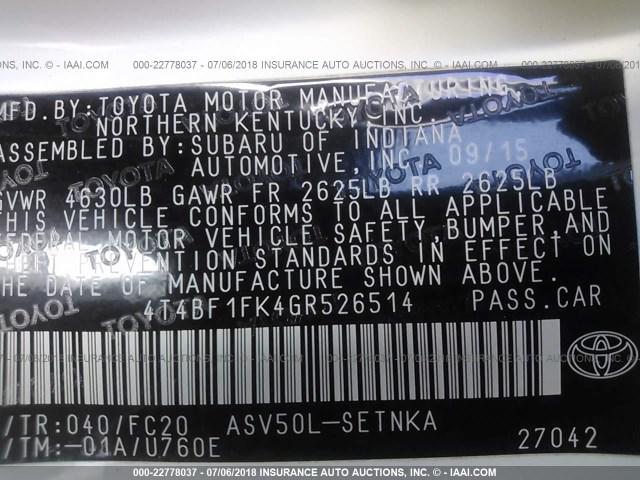 000-22778037 - 07/06/2018 - INSURANCE AUTO AUCTIONS, INC. - © IAAI.COM
MFD.BY:TOYOTA MOTOR MANUFACTURING
NORTHERN KENTUCKY, INC.
ASSEMBLED BY:SUBARU OF INDIANA
AUTOMOTIVE,INC. 09/15
GVWR 4630LB GAWR FR 2625LB RR 2625LB
THIS VEHICLE CONFORMS TO ALL APPLICABLE
FEDERAL MOTOR VEHICLE SAFETY,BUMPER,AND
THEFT PREVENTION STANDARDS IN EFFECT ON
THE DATE OF MANUFACTURE SHOWN ABOVE.
4T4BF1FK4GR526514 PASS.CAR
/TR:040/FC20 ASV50L-SETNKA
/TM:-01A/U760E
TOYOTA
27042
000-22778037 - 07/06/2018 - INSURANCE AUTO AUCTIONS, INC. - © IAAI.COM